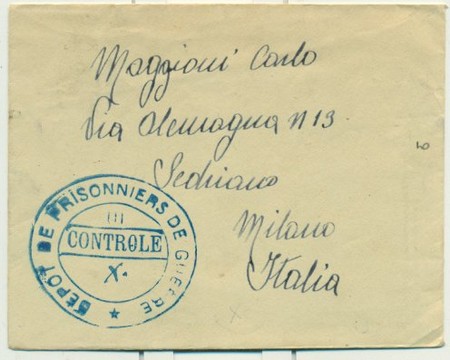 Maggioni Carlo
Via Alemagna N 13
Sedriano
Milano
Italia
DEPOT DE PRISONNIERS DE GUERRE
III
CONTROLE
X.